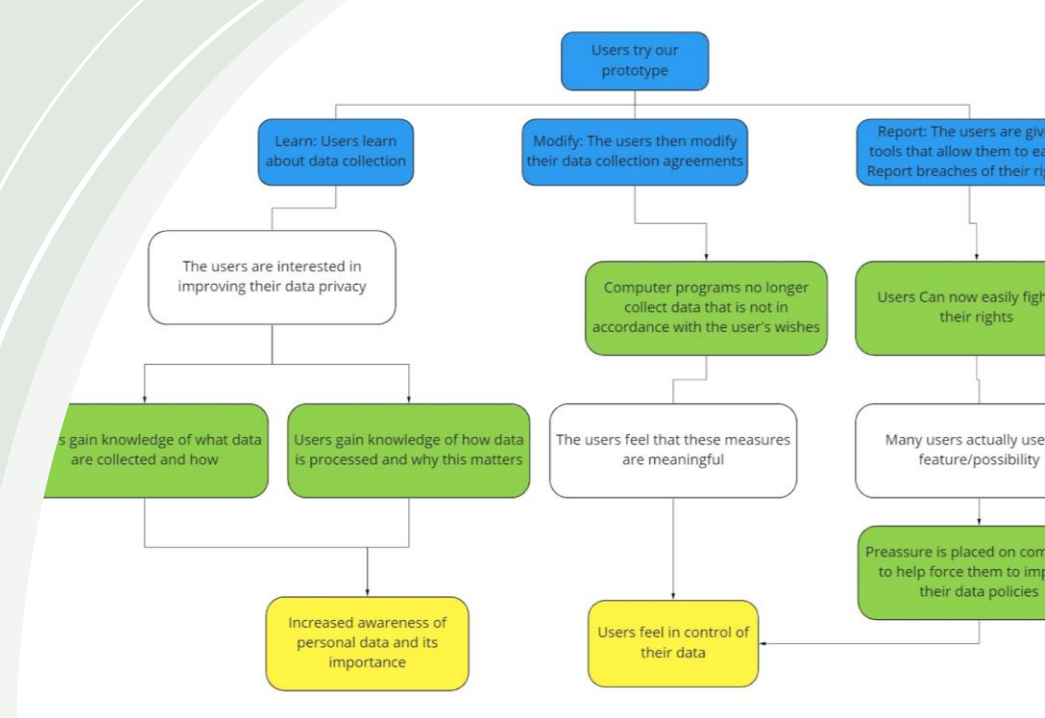 Users try our
prototype
Learn: Users learn
about data collection
Modify: The users then modify
their data collection agreements
Report: The users are
tools that allow them to
Report breaches of their
The users are interested in
improving their data privacy
Computer programs no longer
collect data that is not in
accordance with the user's wishes
Users Can now easily
their rights
gain knowledge of what data
are collected and how
Users gain knowledge of how data
is processed and why this matters
The users feel that these measures
are meaningful
Many users actually use
feature/possibility
Preassure is placed on
to help force them to
their data policies
Increased awareness of
personal data and its
importance
Users feel in control of
their data